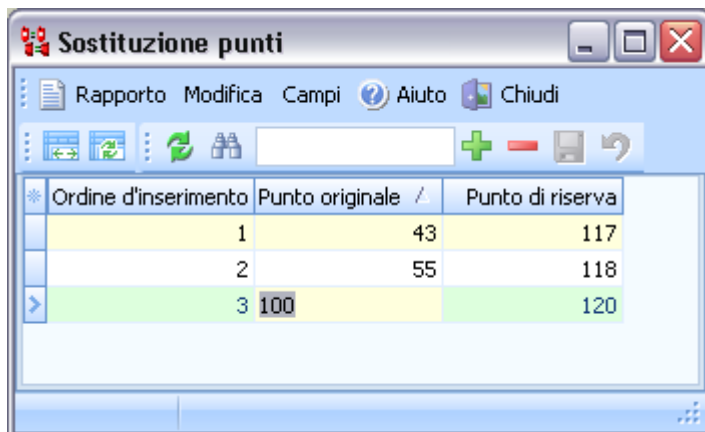 Sostituzione punti
Rapporto Modifica Campi Aiuto Chiudi
Ordine d'inserimento Punto originale Punto di riserva
1 43 117
2 55 118
3 100 120